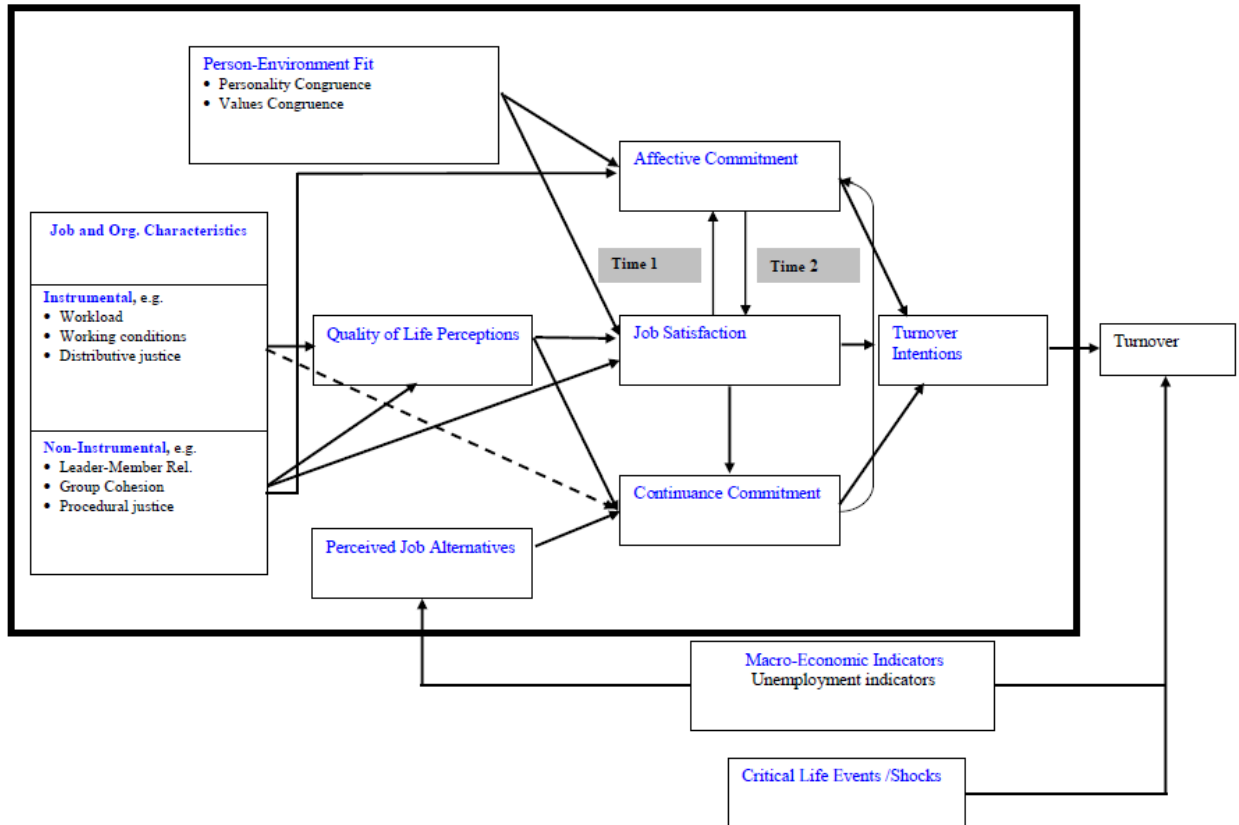 Person-Environment Fit
• Personality Congruence
• Values Congruence
Affective Commitment
Job and Org. Characteristics
Time 1
Time 2
Instrumental, e.g.
• Workload
• Working conditions
• Distributive justice
Quality of Life Perceptions
Job Satisfaction
Turnover
Intentions
Turnover
Non-Instrumental, e.g.
• Leader-Member Rel.
• Group Cohesion
• Procedural justice
Continuance Commitment
Perceived Job Alternatives
Macro-Economic Indicators
Unemployment indicators
Critical Life Events /Shocks